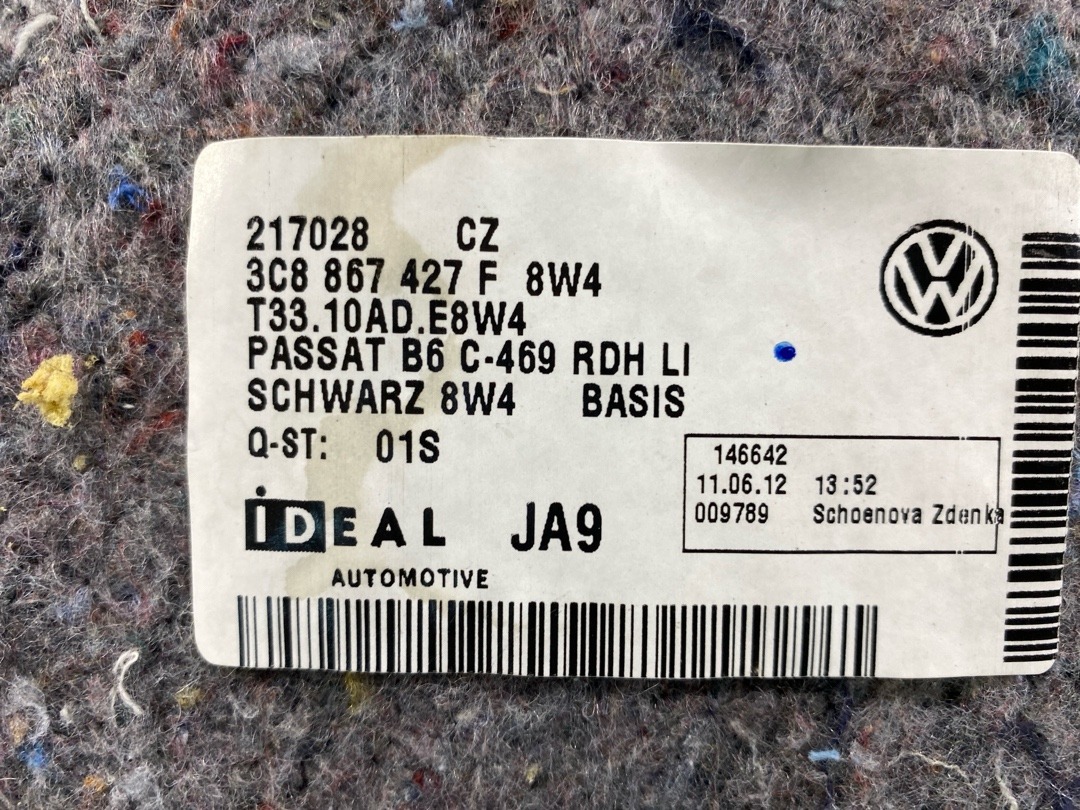 217028 CZ
3C8 867 427 F 8W4
T33.10AD.E8W4
PASSAT B6 C-469 RDH LI
SCHWARZ 8W4 BASIS
Q-ST: 01S
iDEAL JA9
AUTOMOTIVE
146642
11.06.12 13:52
009789 Schoenova Zdenka
VW